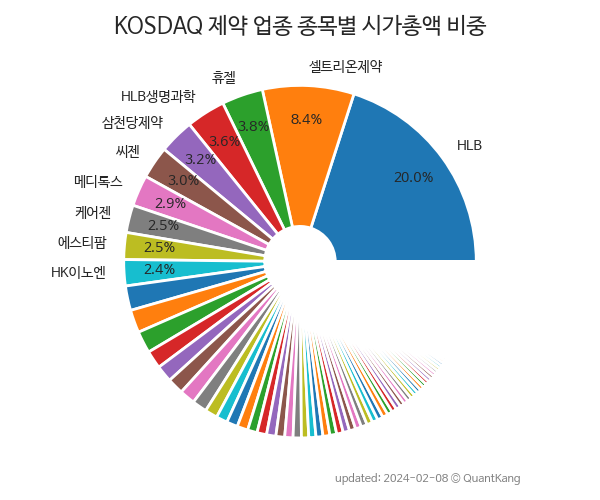 KOSDAQ 제약 업종 종목별 시가총액 비중
셀트리온제약
휴젤
HLB생명과학
삼천당제약
씨젠
메디톡스
케어젠
에스티팜
HK이노엔
HLB
8.4%
3.8%
3.6%
3.2%
3.0%
2.9%
2.5%
2.5%
2.4%
20.0%
updated: 2024-02-08 © QuantKang